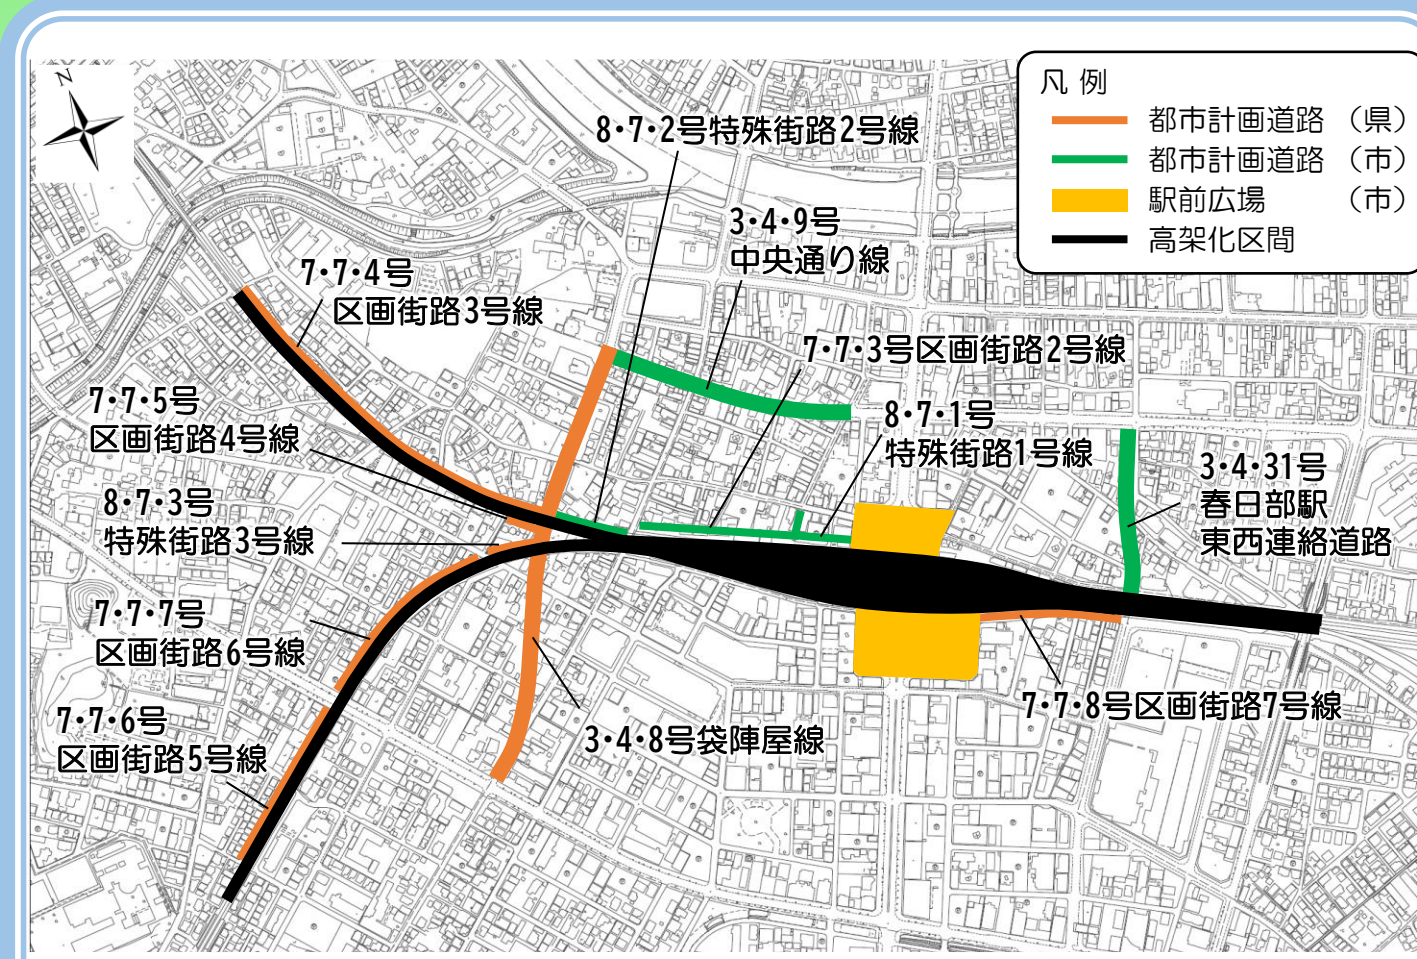 N
凡 例
都市計画道路 （県）
都市計画道路 （市）
駅前広場 （市）
高架化区間
8・7・2号特殊街路2号線
3・4・9号
中央通り線
7・7・4号
区画街路3号線
7・7・3号区画街路2号線
7・7・5号
区画街路4号線
8・7・1号
特殊街路1号線
3・4・31号
春日部駅
東西連絡道路
8・7・3号
特殊街路3号線
7・7・7号
区画街路6号線
7・7・8号区画街路7号線
7・7・6号
区画街路5号線
3・4・8号袋陣屋線